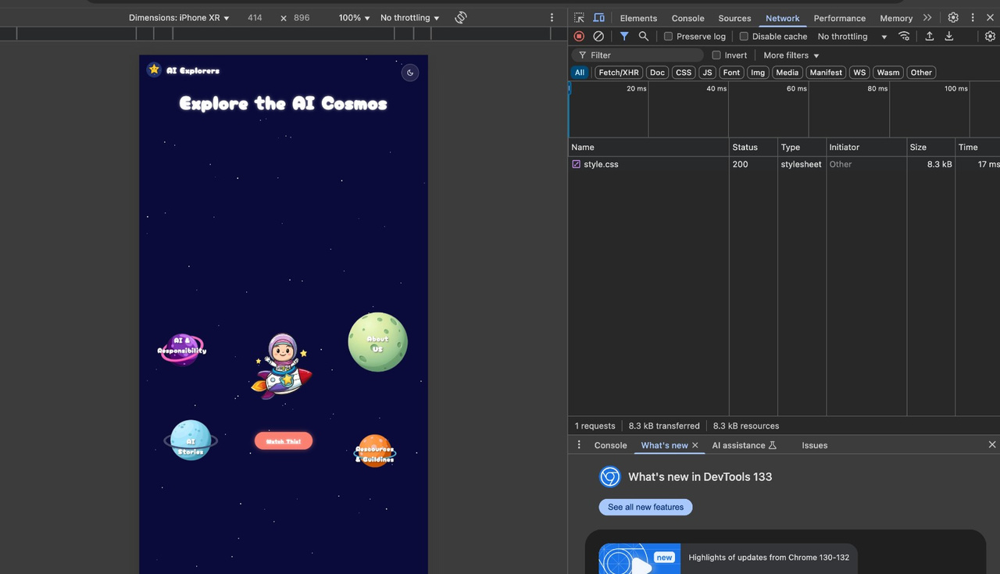 Dimensions: iPhone XR 414 × 896 100% No throttling
AI Explorers
Explore the AI Cosmos
AI &
Responsibility
About
US
AI
Stories
Watch This!
Resources
& Guidlines
Elements Console Sources Network Performance Memory
Preserve log Disable cache No throttling
Filter Invert More filters
All Fetch/XHR Doc CSS JS Font Img Media Manifest WS Wasm Other
20 ms 40 ms 60 ms 80 ms 100 ms
Name Status Type Initiator Size Time
style.css 200 stylesheet Other 8.3 kB 17 ms
1 requests 8.3 kB transferred 8.3 kB resources
Console What's new AI assistance Issues
What's new in DevTools 133
See all new features
new
Highlights of updates from Chrome 130-132